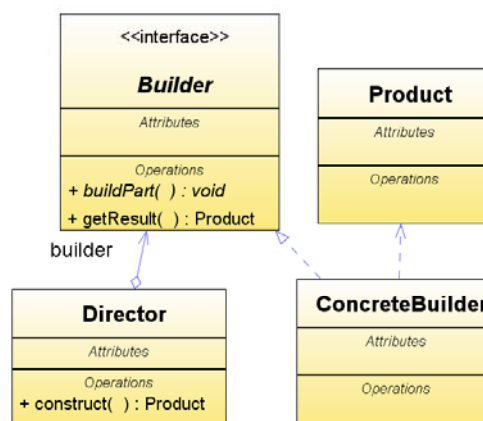 <<interface>>
Builder
Attributes
Operations
+ buildPart( ) : void
+ getResult( ) : Product
Product
Attributes
Operations
builder
Director
Attributes
Operations
+ construct( ) : Product
ConcreteBuilder
Attributes
Operations